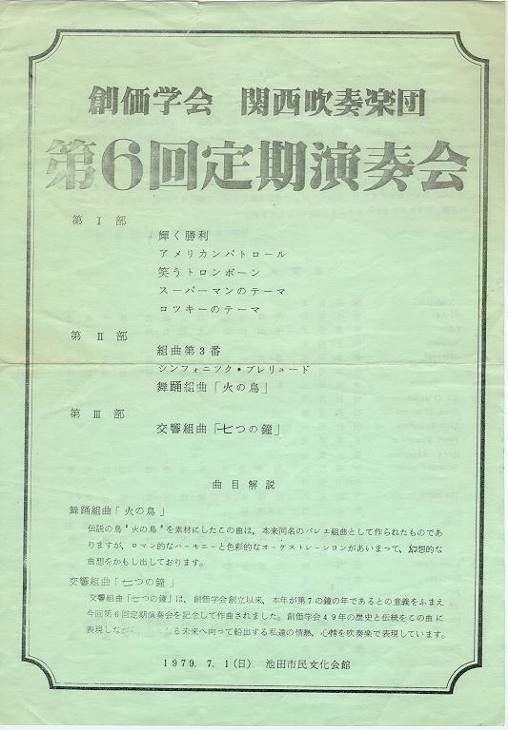 創価学会 関西吹奏楽団
第6回定期演奏会
第 I 部
輝く勝利
アメリカンパトロール
笑うトロンボーン
スーパーマンのテーマ
ロッキーのテーマ
第 II 部
組曲第3番
シンフォニック・プレリュード
舞踊組曲「火の鳥」
第 III 部
交響組曲「七つの鐘」
曲目解説
舞踊組曲「火の鳥」
伝説の鳥"火の鳥"を素材にしたこの曲は、本来同名のバレエ組曲として作られたものであ
りますが、ロマン的なハーモニーと色彩的なオーケストレーションがあいまって、幻想的な
曲想をかもし出しております。
交響組曲「七つの鐘」
交響組曲「七つの鐘」は、創価学会創立以来、本年が第7の鐘の年であるとの意義をふまえ
今回第6回定期演奏会を記念して作曲されました。創価学会49年の歴史と伝統をこの曲に
表現しなが る未来へ向って船出する私達の情熱、心情を吹奏楽で表現しています。
1979. 7. 1(日) 池田市民文化会館